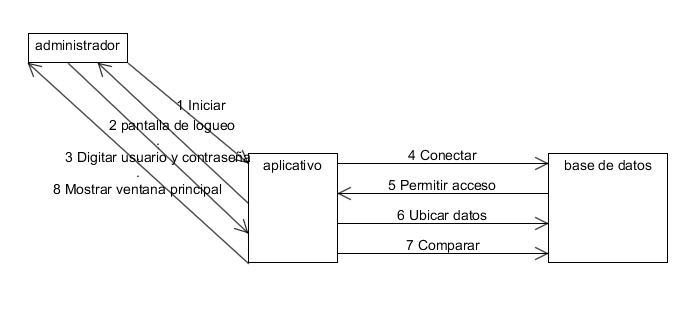 administrador
1 Iniciar
2 pantalla de logueo
.
3 Digitar usuario y contraseña
.
8 Mostrar ventana principal
aplicativo
4 Conectar
5 Permitir acceso
6 Ubicar datos
7 Comparar
base de datos